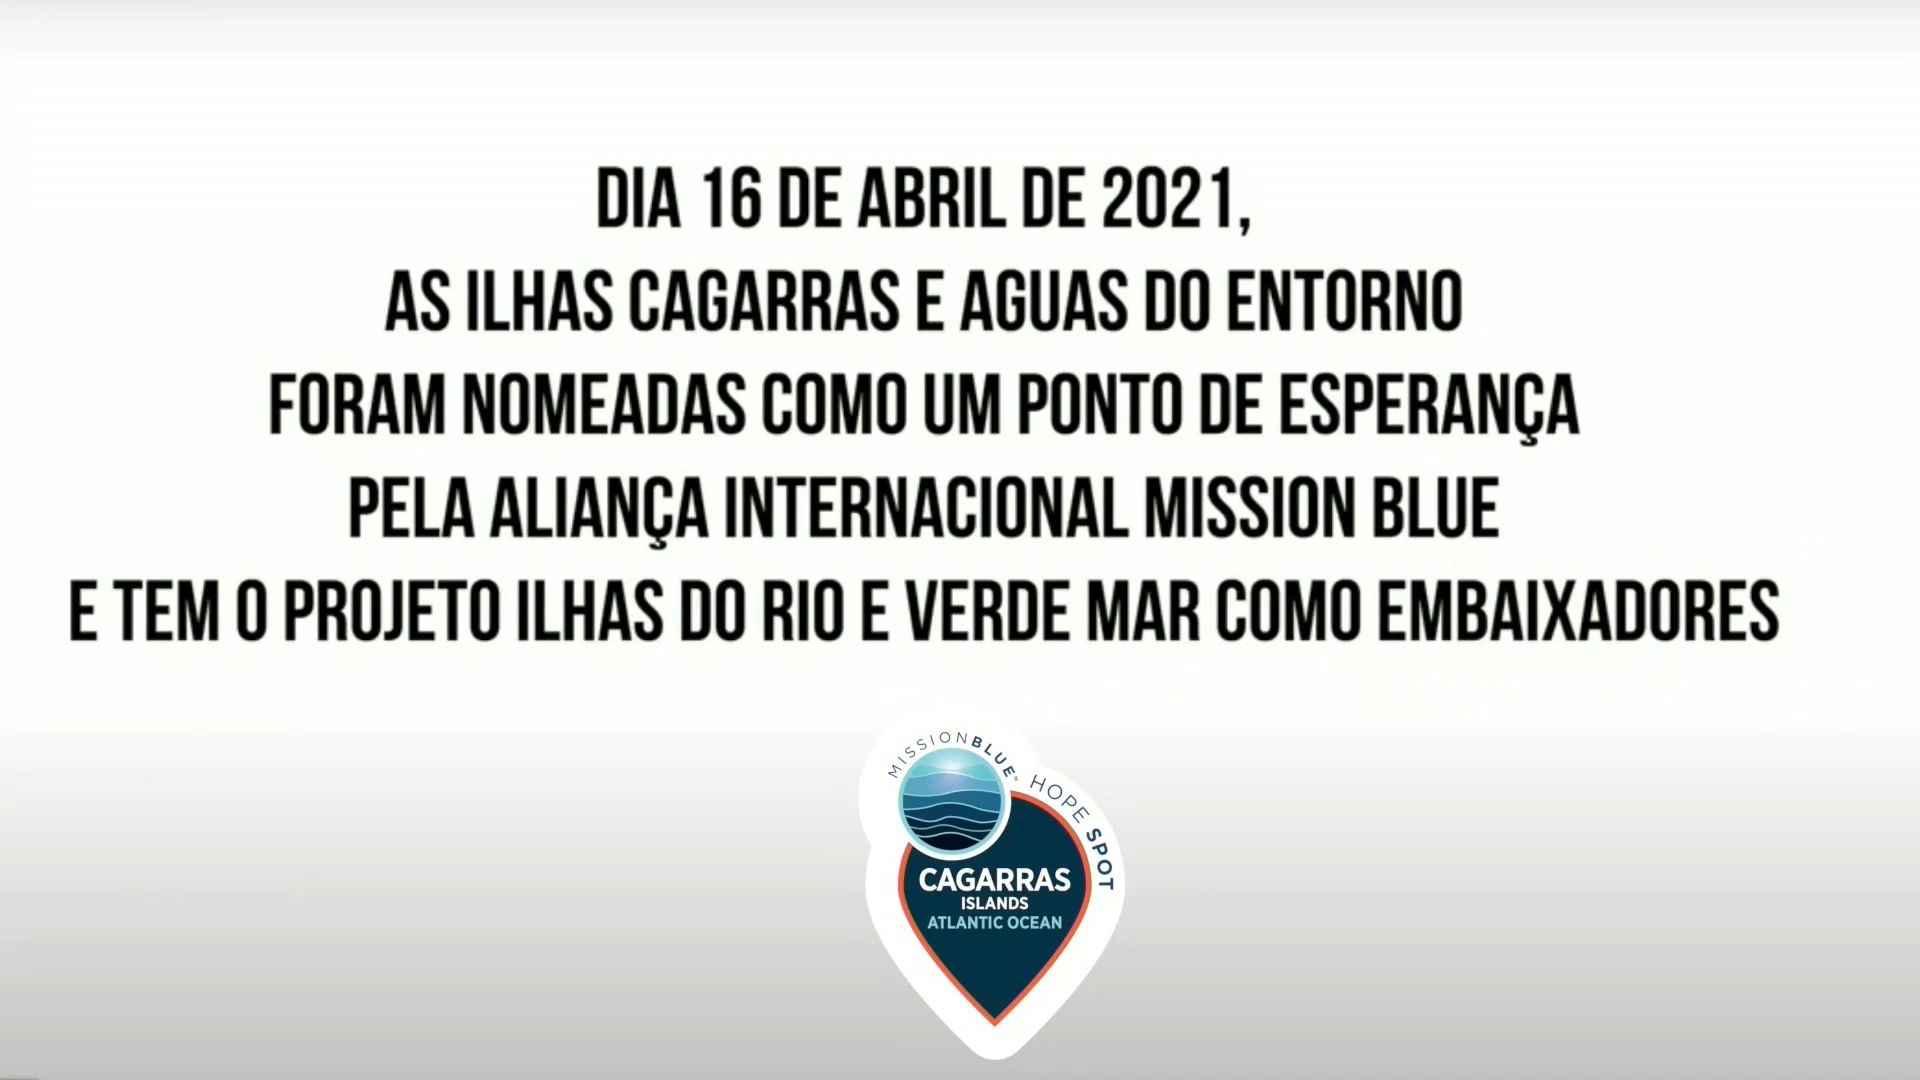 DIA 16 DE ABRIL DE 2021,
AS ILHAS CAGARRAS E AGUAS DO ENTORNO
FORAM NOMEADAS COMO UM PONTO DE ESPERANÇA
PELA ALIANÇA INTERNACIONAL MISSION BLUE
E TEM O PROJETO ILHAS DO RIO E VERDE MAR COMO EMBAIXADORES
MISSIONBLUE™ HOPE SPOT
CAGARRAS
ISLANDS
ATLANTIC OCEAN